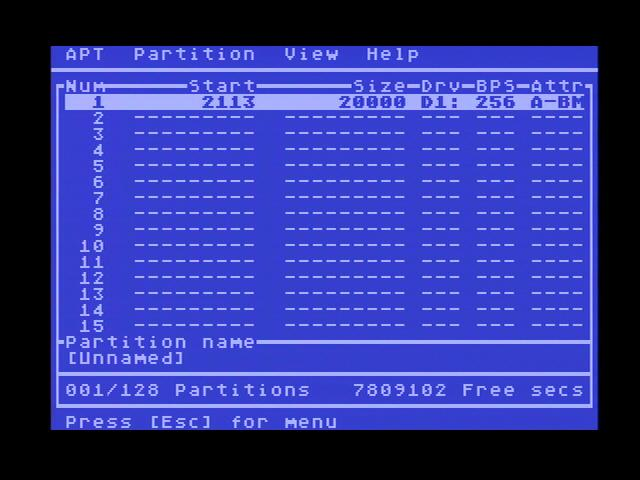 APT Partition View Help
Num Start Size Drv BPS Attr
1 2113 20000 D1: 256 A-BM
2 --------- --------- --- --- ----
3 --------- --------- --- --- ----
4 --------- --------- --- --- ----
5 --------- --------- --- --- ----
6 --------- --------- --- --- ----
7 --------- --------- --- --- ----
8 --------- --------- --- --- ----
9 --------- --------- --- --- ----
10 --------- --------- --- --- ----
11 --------- --------- --- --- ----
12 --------- --------- --- --- ----
13 --------- --------- --- --- ----
14 --------- --------- --- --- ----
15 --------- --------- --- --- ----
Partition name
[Unnamed]
001/128 Partitions 7809102 Free secs
Press [Esc] for menu